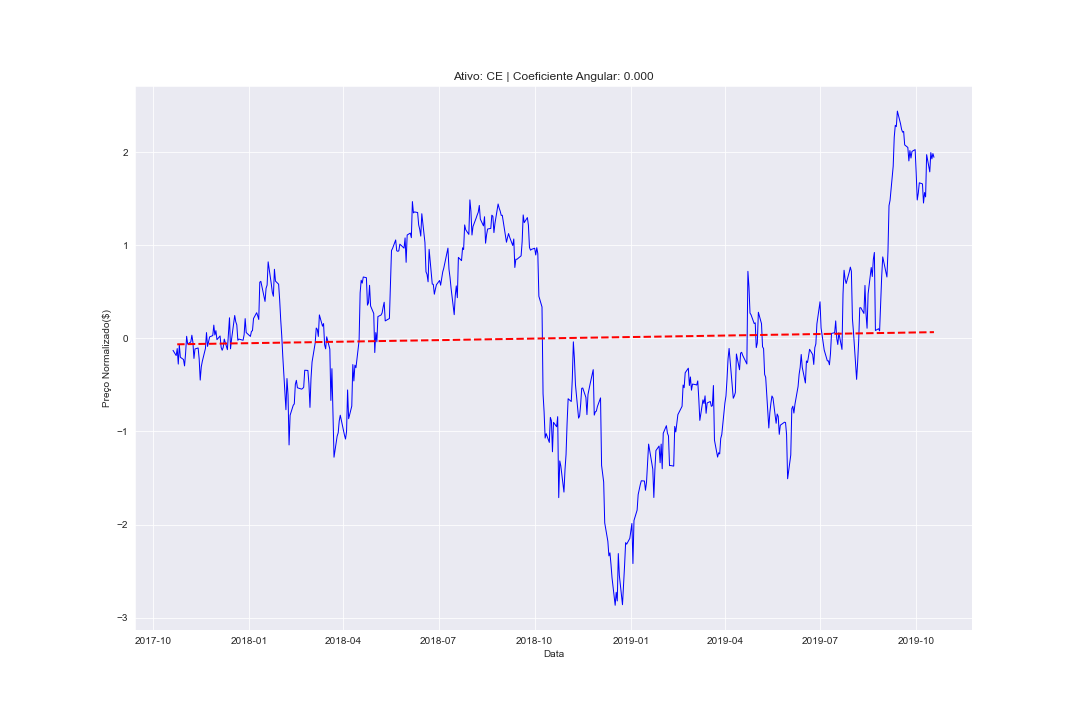 Ativo: CE | Coeficiente Angular: 0.000
Preço Normalizado($)
2
1
0
−1
−2
−3
2017-10 2018-01 2018-04 2018-07 2018-10 2019-01 2019-04 2019-07 2019-10
Data